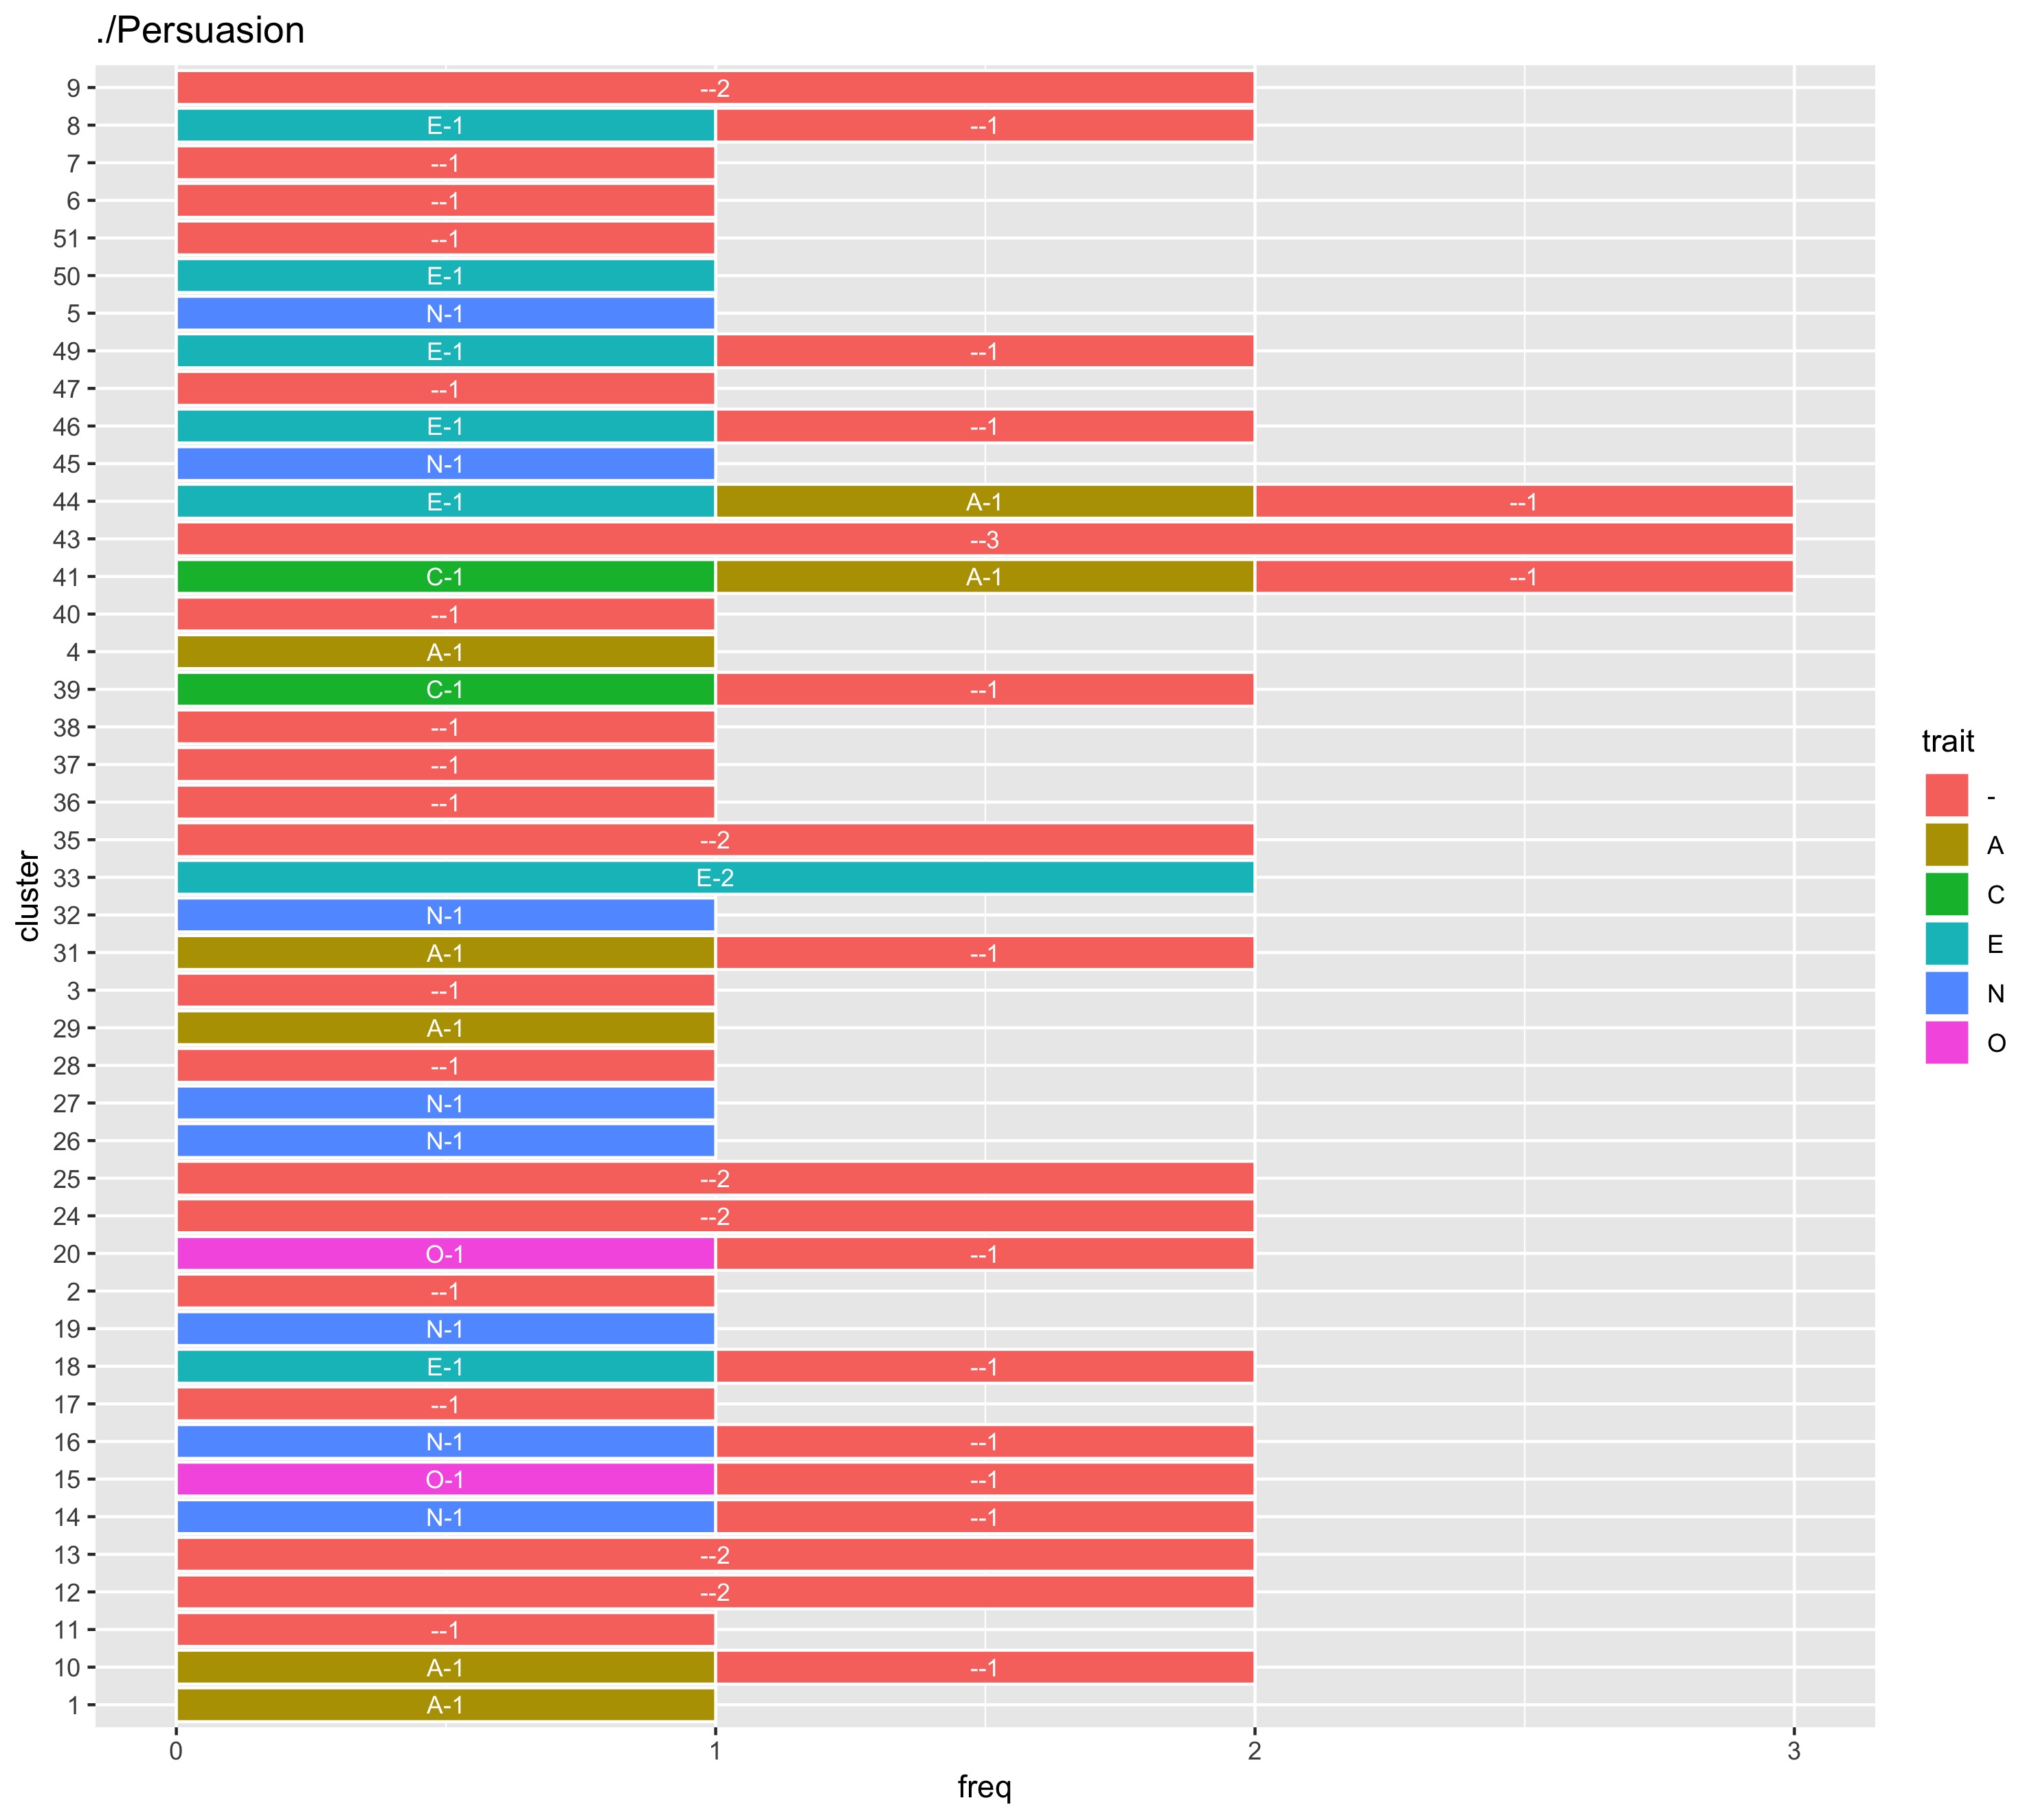 ./Persuasion
9 --2
8 E-1 --1
7 --1
6 --1
51 --1
50 E-1
5 N-1
49 E-1 --1
47 --1
46 E-1 --1
45 N-1
44 E-1 A-1 --1
43 --3
41 C-1 A-1 --1
40 --1
4 A-1
39 C-1 --1
38 --1
37 --1
36 --1
35 --2
33 E-2
32 N-1
31 A-1 --1
3 --1
29 A-1
28 --1
27 N-1
26 N-1
25 --2
24 --2
20 O-1 --1
2 --1
19 N-1
18 E-1 --1
17 --1
16 N-1 --1
15 O-1 --1
14 N-1 --1
13 --2
12 --2
11 --1
10 A-1 --1
1 A-1
0 1 2 3
freq
cluster
trait
-
A
C
E
N
O